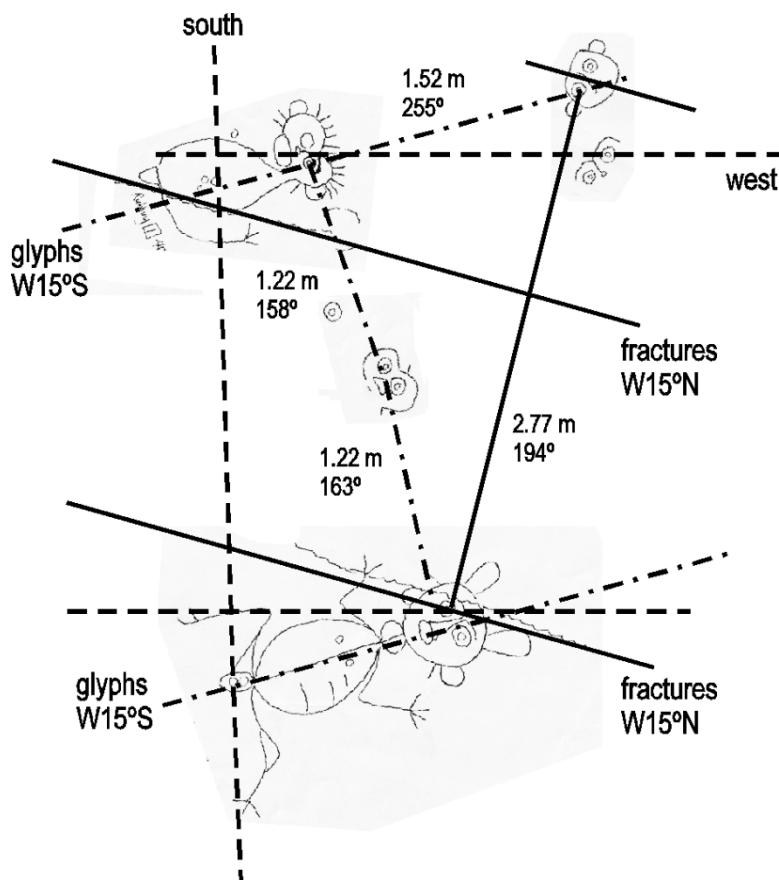 south
1.52 m
255º
west
glyphs
W15ºS
1.22 m
158º
fractures
W15ºN
2.77 m
194º
1.22 m
163º
glyphs
W15ºS
fractures
W15ºN